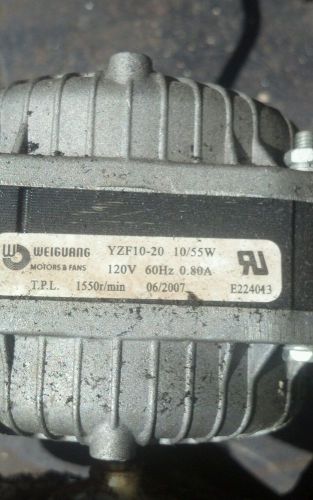 WEIGUANG YZF10-20 10/55W
MOTORS & FANS 120V 60Hz 0.80A
T.P.L. 1550r/min 06/2007 E224043